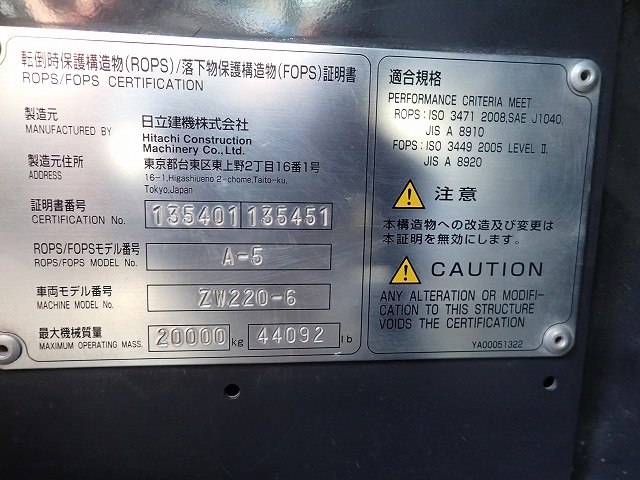 転倒時保護構造物(ROPS)/落下物保護構造物(FOPS)証明書
ROPS/FOPS CERTIFICATION
製造元
MANUFACTURED BY
日立建機株式会社
Hitachi Construction
Machinery Co., Ltd.
製造元住所
ADDRESS
東京都台東区東上野2丁目16番1号
16-1,Higashiueno 2-chome,Taito-ku,
Tokyo,Japan
証明書番号
CERTIFICATION No.
135401 135451
ROPS/FOPSモデル番号
ROPS/FOPS MODEL No.
A-5
車両モデル番号
MACHINE MODEL No.
ZW220-6
最大機械質量
MAXIMUM OPERATING MASS.
20000 kg 44092 lb
適合規格
PERFORMANCE CRITERIA MEET
ROPS:ISO 3471 2008,SAE J1040,
JIS A 8910
FOPS:ISO 3449 2005 LEVEL II,
JIS A 8920
注意
本構造物への改造及び変更は
本証明を無効にします。
CAUTION
ANY ALTERATION OR MODIFI-
CATION TO THIS STRUCTURE
VOIDS THE CERTIFICATION
YA00051322